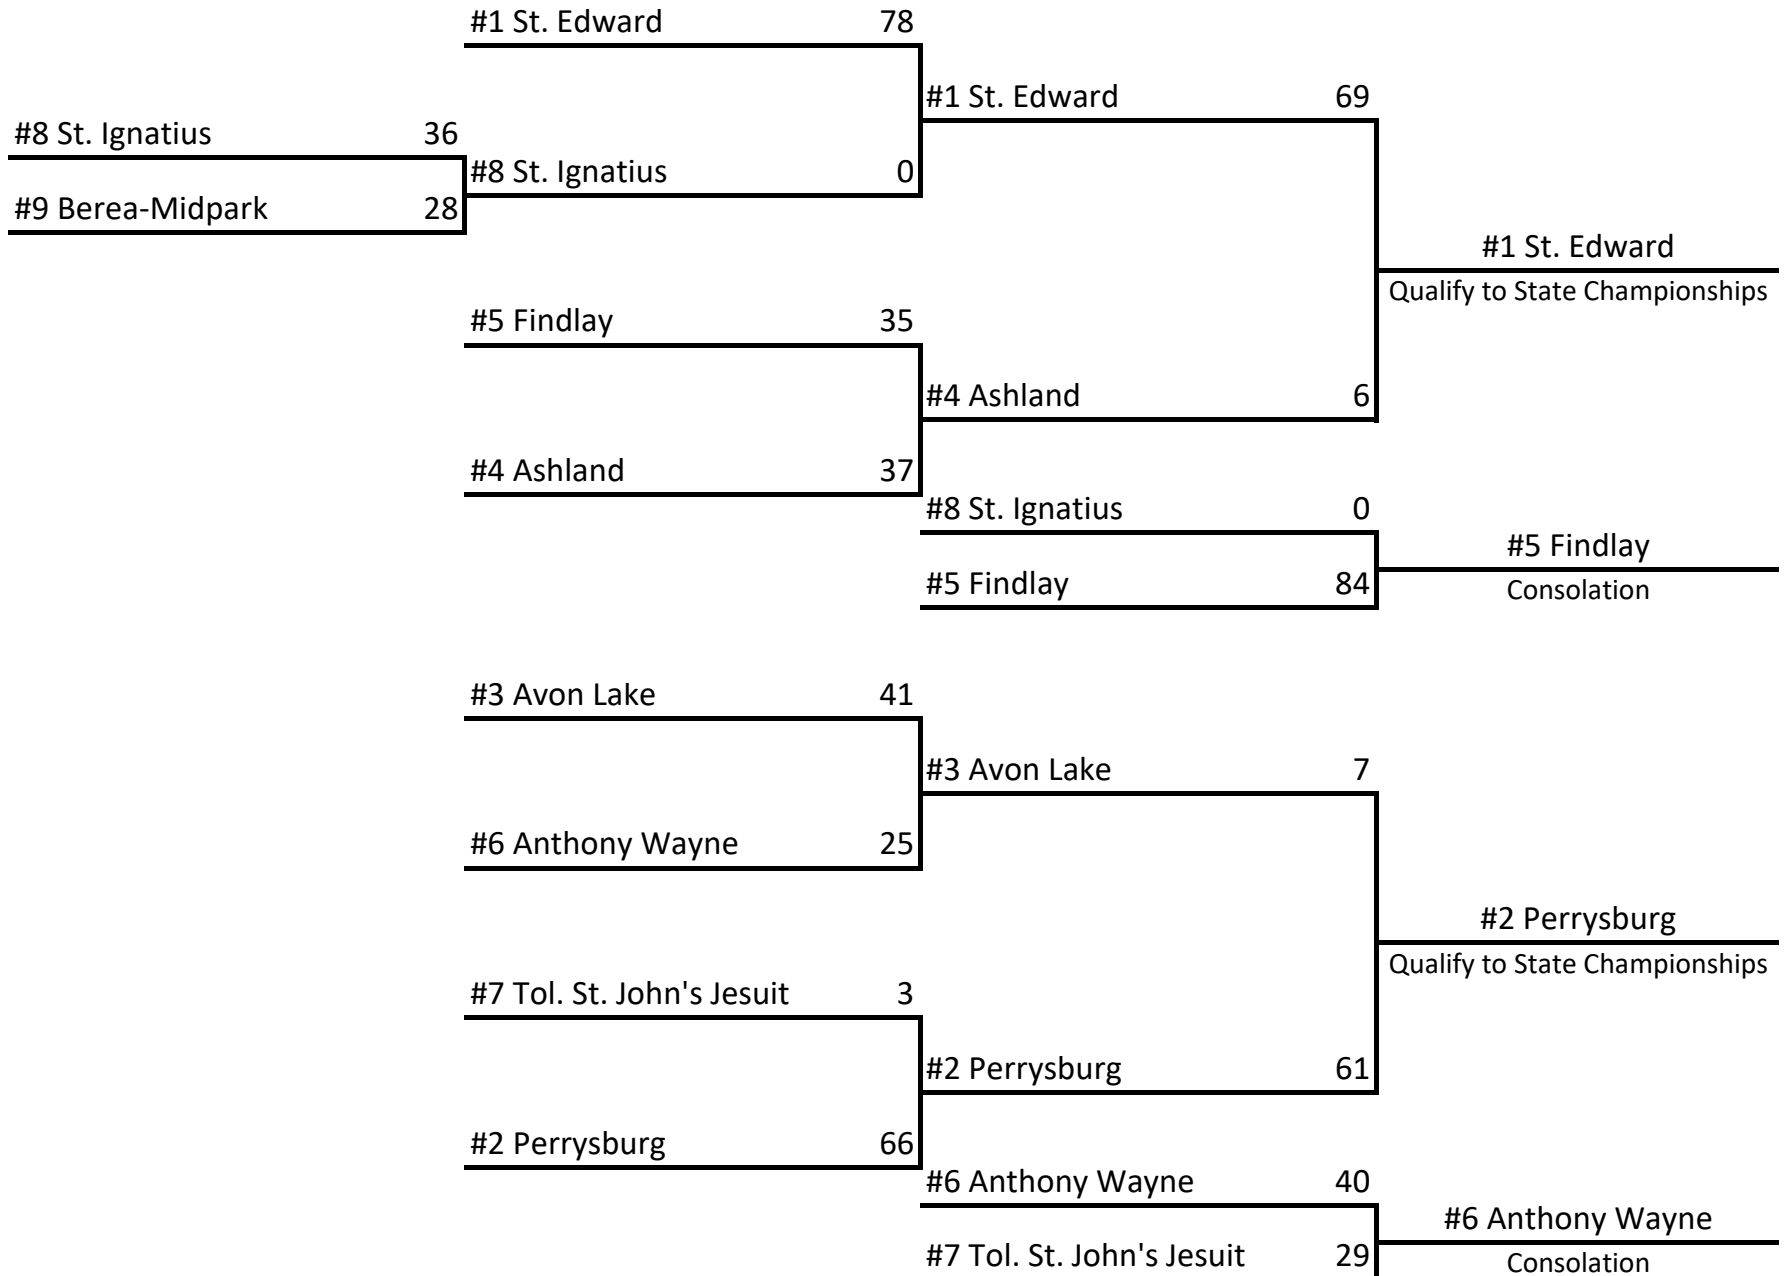 #1 St. Edward 78
#1 St. Edward 69
#8 St. Ignatius 36
#8 St. Ignatius 0
#9 Berea-Midpark 28
#1 St. Edward
Qualify to State Championships
#5 Findlay 35
#4 Ashland 6
#4 Ashland 37
#8 St. Ignatius 0
#5 Findlay
#5 Findlay 84
Consolation
#3 Avon Lake 41
#3 Avon Lake 7
#6 Anthony Wayne 25
#2 Perrysburg
Qualify to State Championships
#7 Tol. St. John's Jesuit 3
#2 Perrysburg 61
#2 Perrysburg 66
#6 Anthony Wayne 40
#6 Anthony Wayne
#7 Tol. St. John's Jesuit 29
Consolation